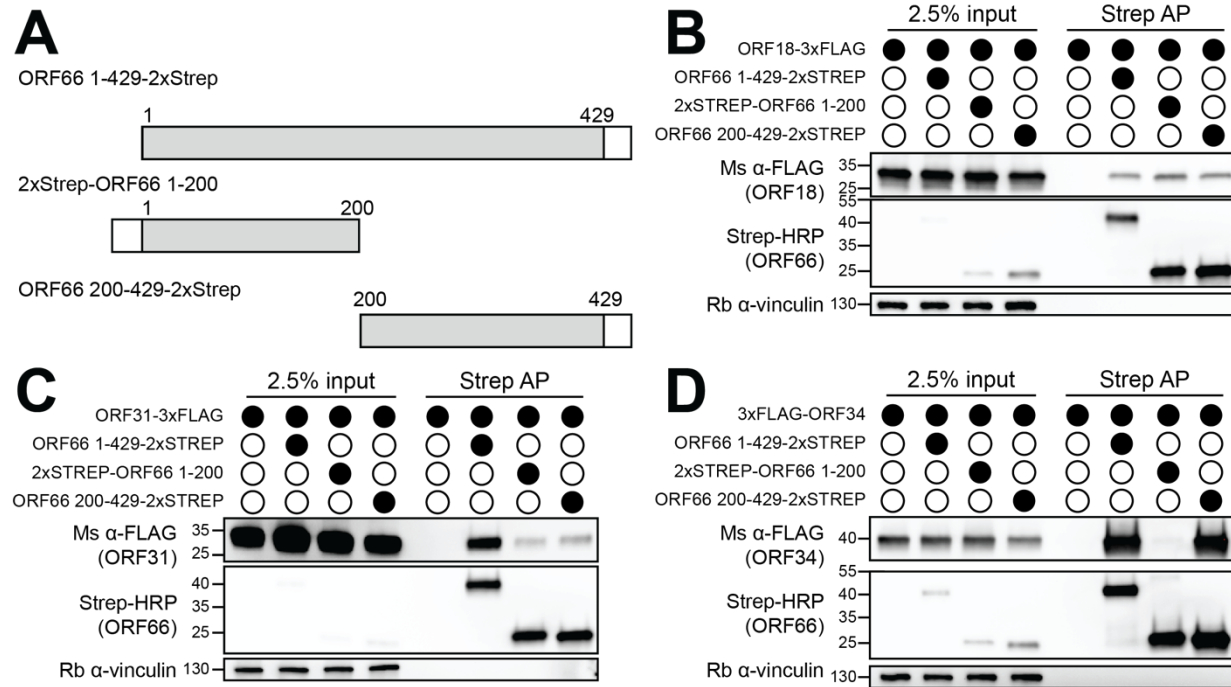 A
ORF66 1-429-2xStrep
1 429
2xStrep-ORF66 1-200
1 200
ORF66 200-429-2xStrep
200 429
B
2.5% input Strep AP
ORF18-3xFLAG
ORF66 1-429-2xSTREP
2xSTREP-ORF66 1-200
ORF66 200-429-2xSTREP
Ms α-FLAG
(ORF18)
35
25
Strep-HRP
(ORF66)
55
40
35
25
Rb α-vinculin 130
C
2.5% input Strep AP
ORF31-3xFLAG
ORF66 1-429-2xSTREP
2xSTREP-ORF66 1-200
ORF66 200-429-2xSTREP
Ms α-FLAG
(ORF31)
35
25
Strep-HRP
(ORF66)
40
35
25
Rb α-vinculin 130
D
2.5% input Strep AP
3xFLAG-ORF34
ORF66 1-429-2xSTREP
2xSTREP-ORF66 1-200
ORF66 200-429-2xSTREP
Ms α-FLAG
(ORF34)
40
Strep-HRP
(ORF66)
55
40
35
25
Rb α-vinculin 130